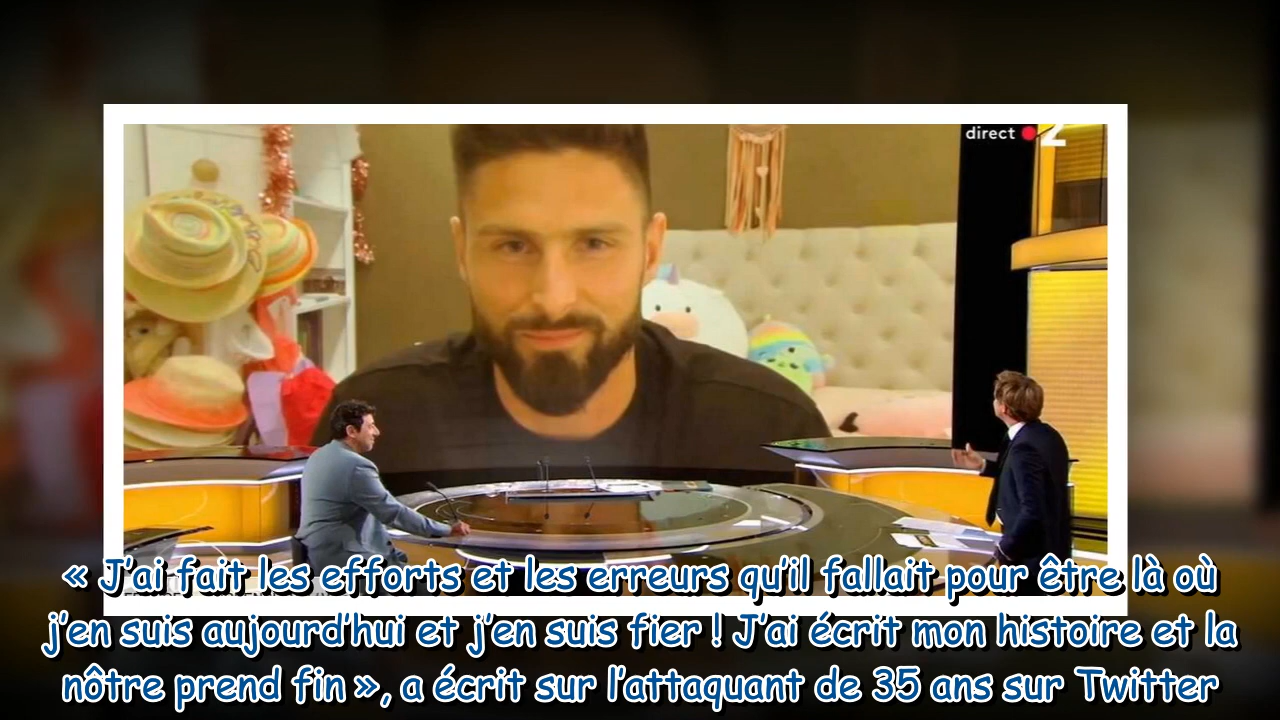 direct 2
« J'ai fait les efforts et les erreurs qu'il fallait pour être là où
j'en suis aujourd'hui et j'en suis fier ! J'ai écrit mon histoire et la
nôtre prend fin », a écrit sur l'attaquant de 35 ans sur Twitter